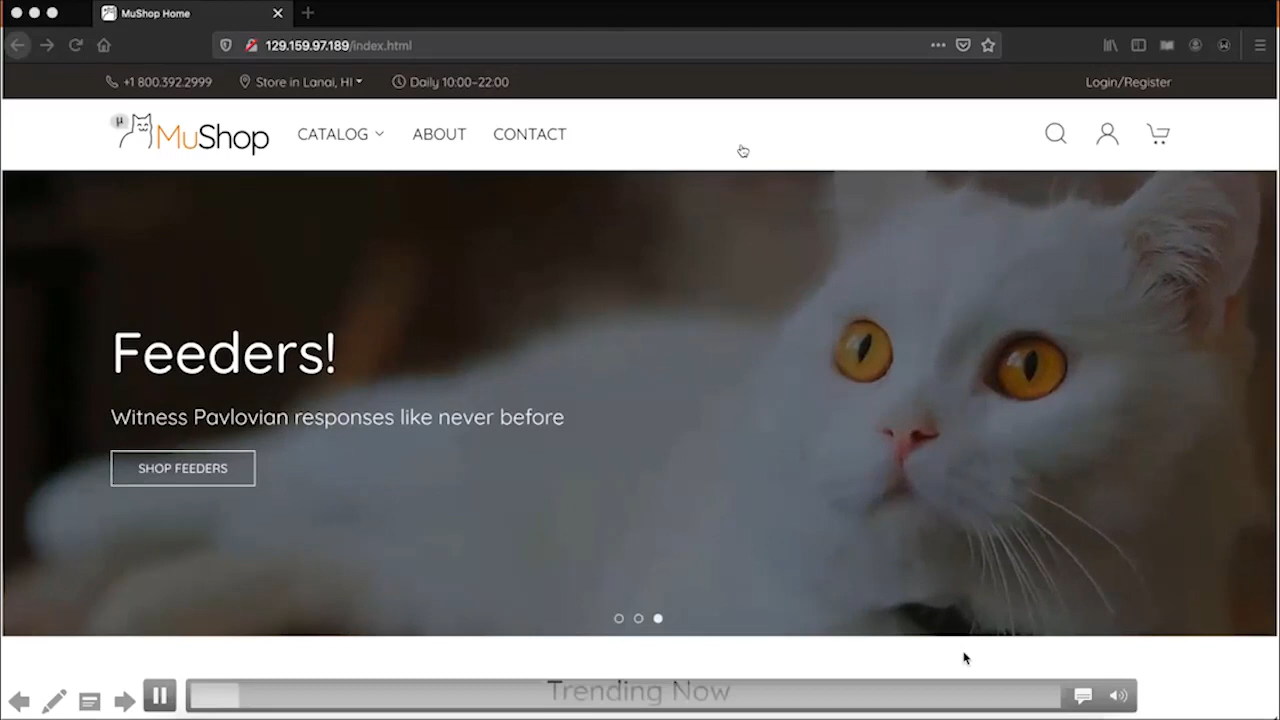 MuShop Home
129.159.97.189/index.html
+1 800.392.2999 Store in Lanai, HI Daily 10:00–22:00 Login/Register
μ MuShop CATALOG ABOUT CONTACT
Feeders!
Witness Pavlovian responses like never before
SHOP FEEDERS
Trending Now